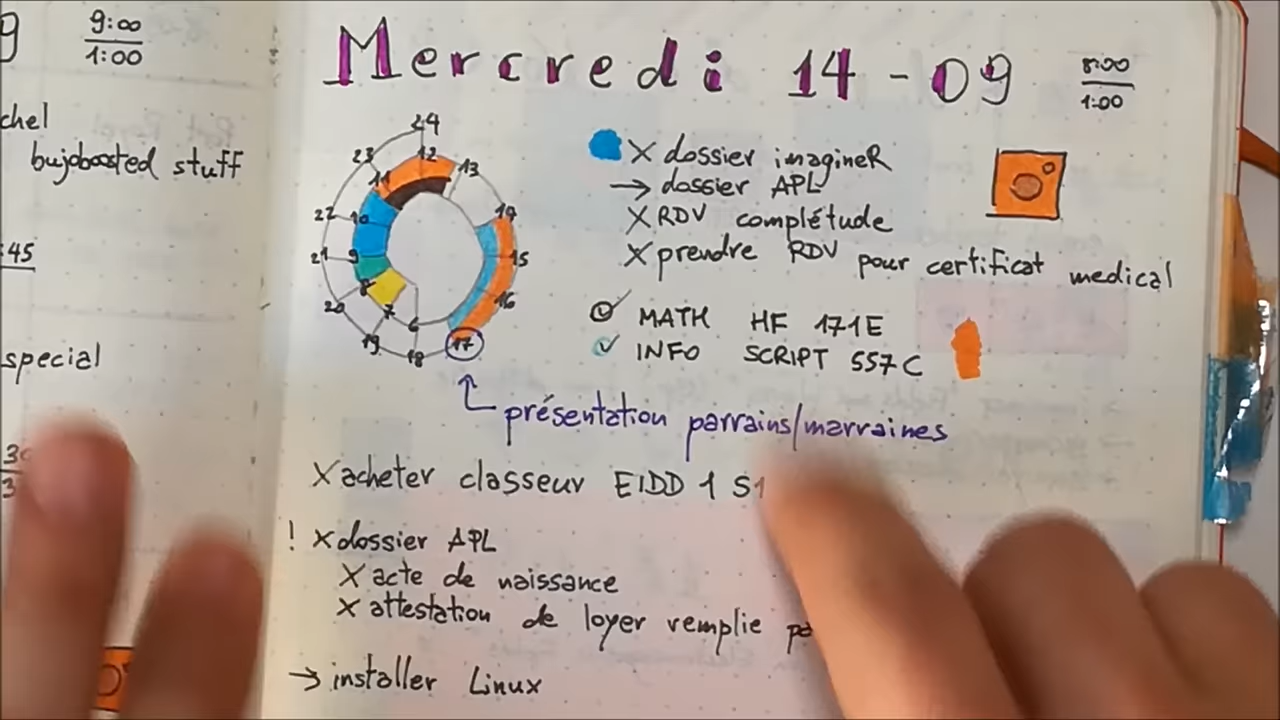 9:00
1:00
chel
bujoboosted stuff
:45
special
Mercredi 14-09
8:00
1:00
24
23 12 13
11
22 10 14
21 9 15
20 8 16
7
19 6 17
18
X dossier imagineR
→ dossier APL
X RDV complétude
X prendre RDV pour certificat medical
MATH HF 171E
INFO SCRIPT 557C
présentation parrains/marraines
X acheter classeur EIDD 1 S1
! X dossier APL
X acte de naissance
X attestation de loyer remplie
→ installer Linux